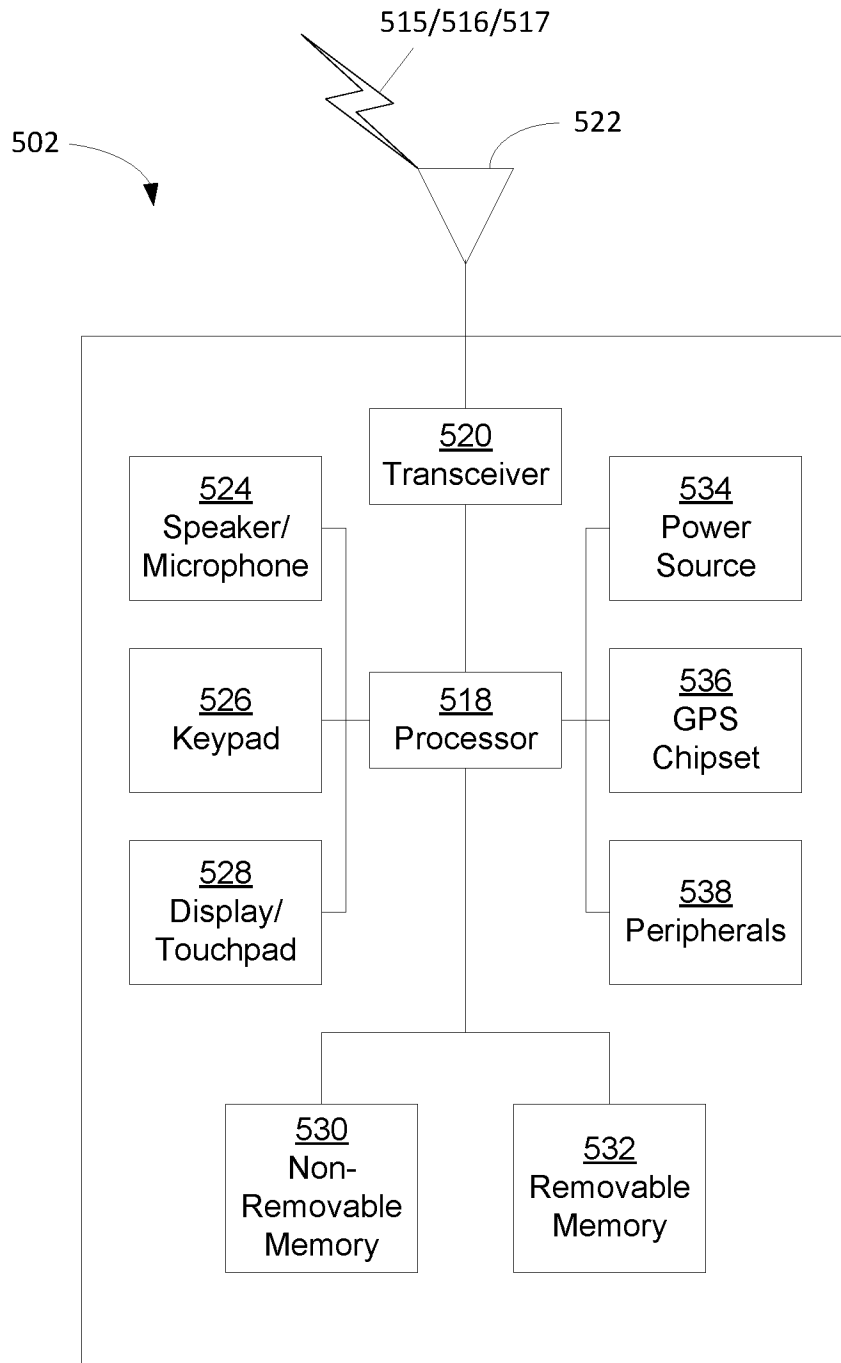 515/516/517
522
502
520
Transceiver
524
Speaker/
Microphone
534
Power
Source
526
Keypad
518
Processor
536
GPS
Chipset
528
Display/
Touchpad
538
Peripherals
530
Non-
Removable
Memory
532
Removable
Memory